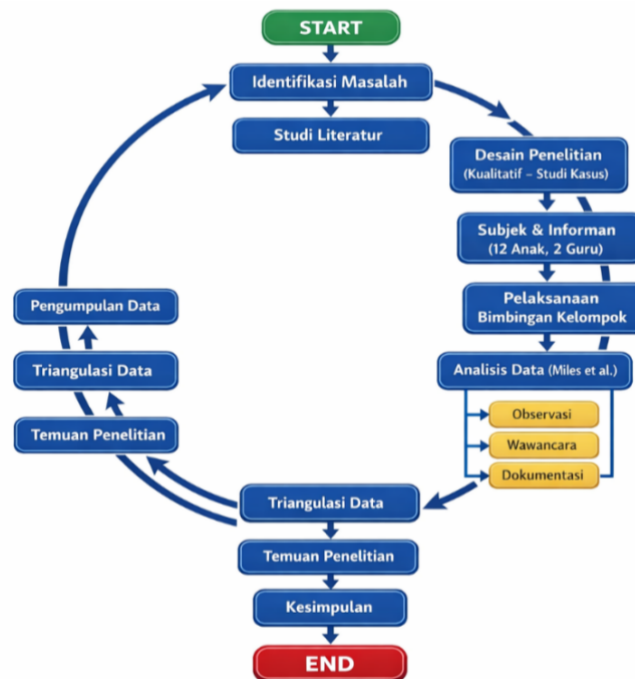 START
Identifikasi Masalah
Studi Literatur
Desain Penelitian
(Kualitatif – Studi Kasus)
Subjek & Informan
(12 Anak, 2 Guru)
Pelaksanaan
Bimbingan Kelompok
Analisis Data (Miles et al.)
Observasi
Wawancara
Dokumentasi
Pengumpulan Data
Triangulasi Data
Temuan Penelitian
Triangulasi Data
Temuan Penelitian
Kesimpulan
END